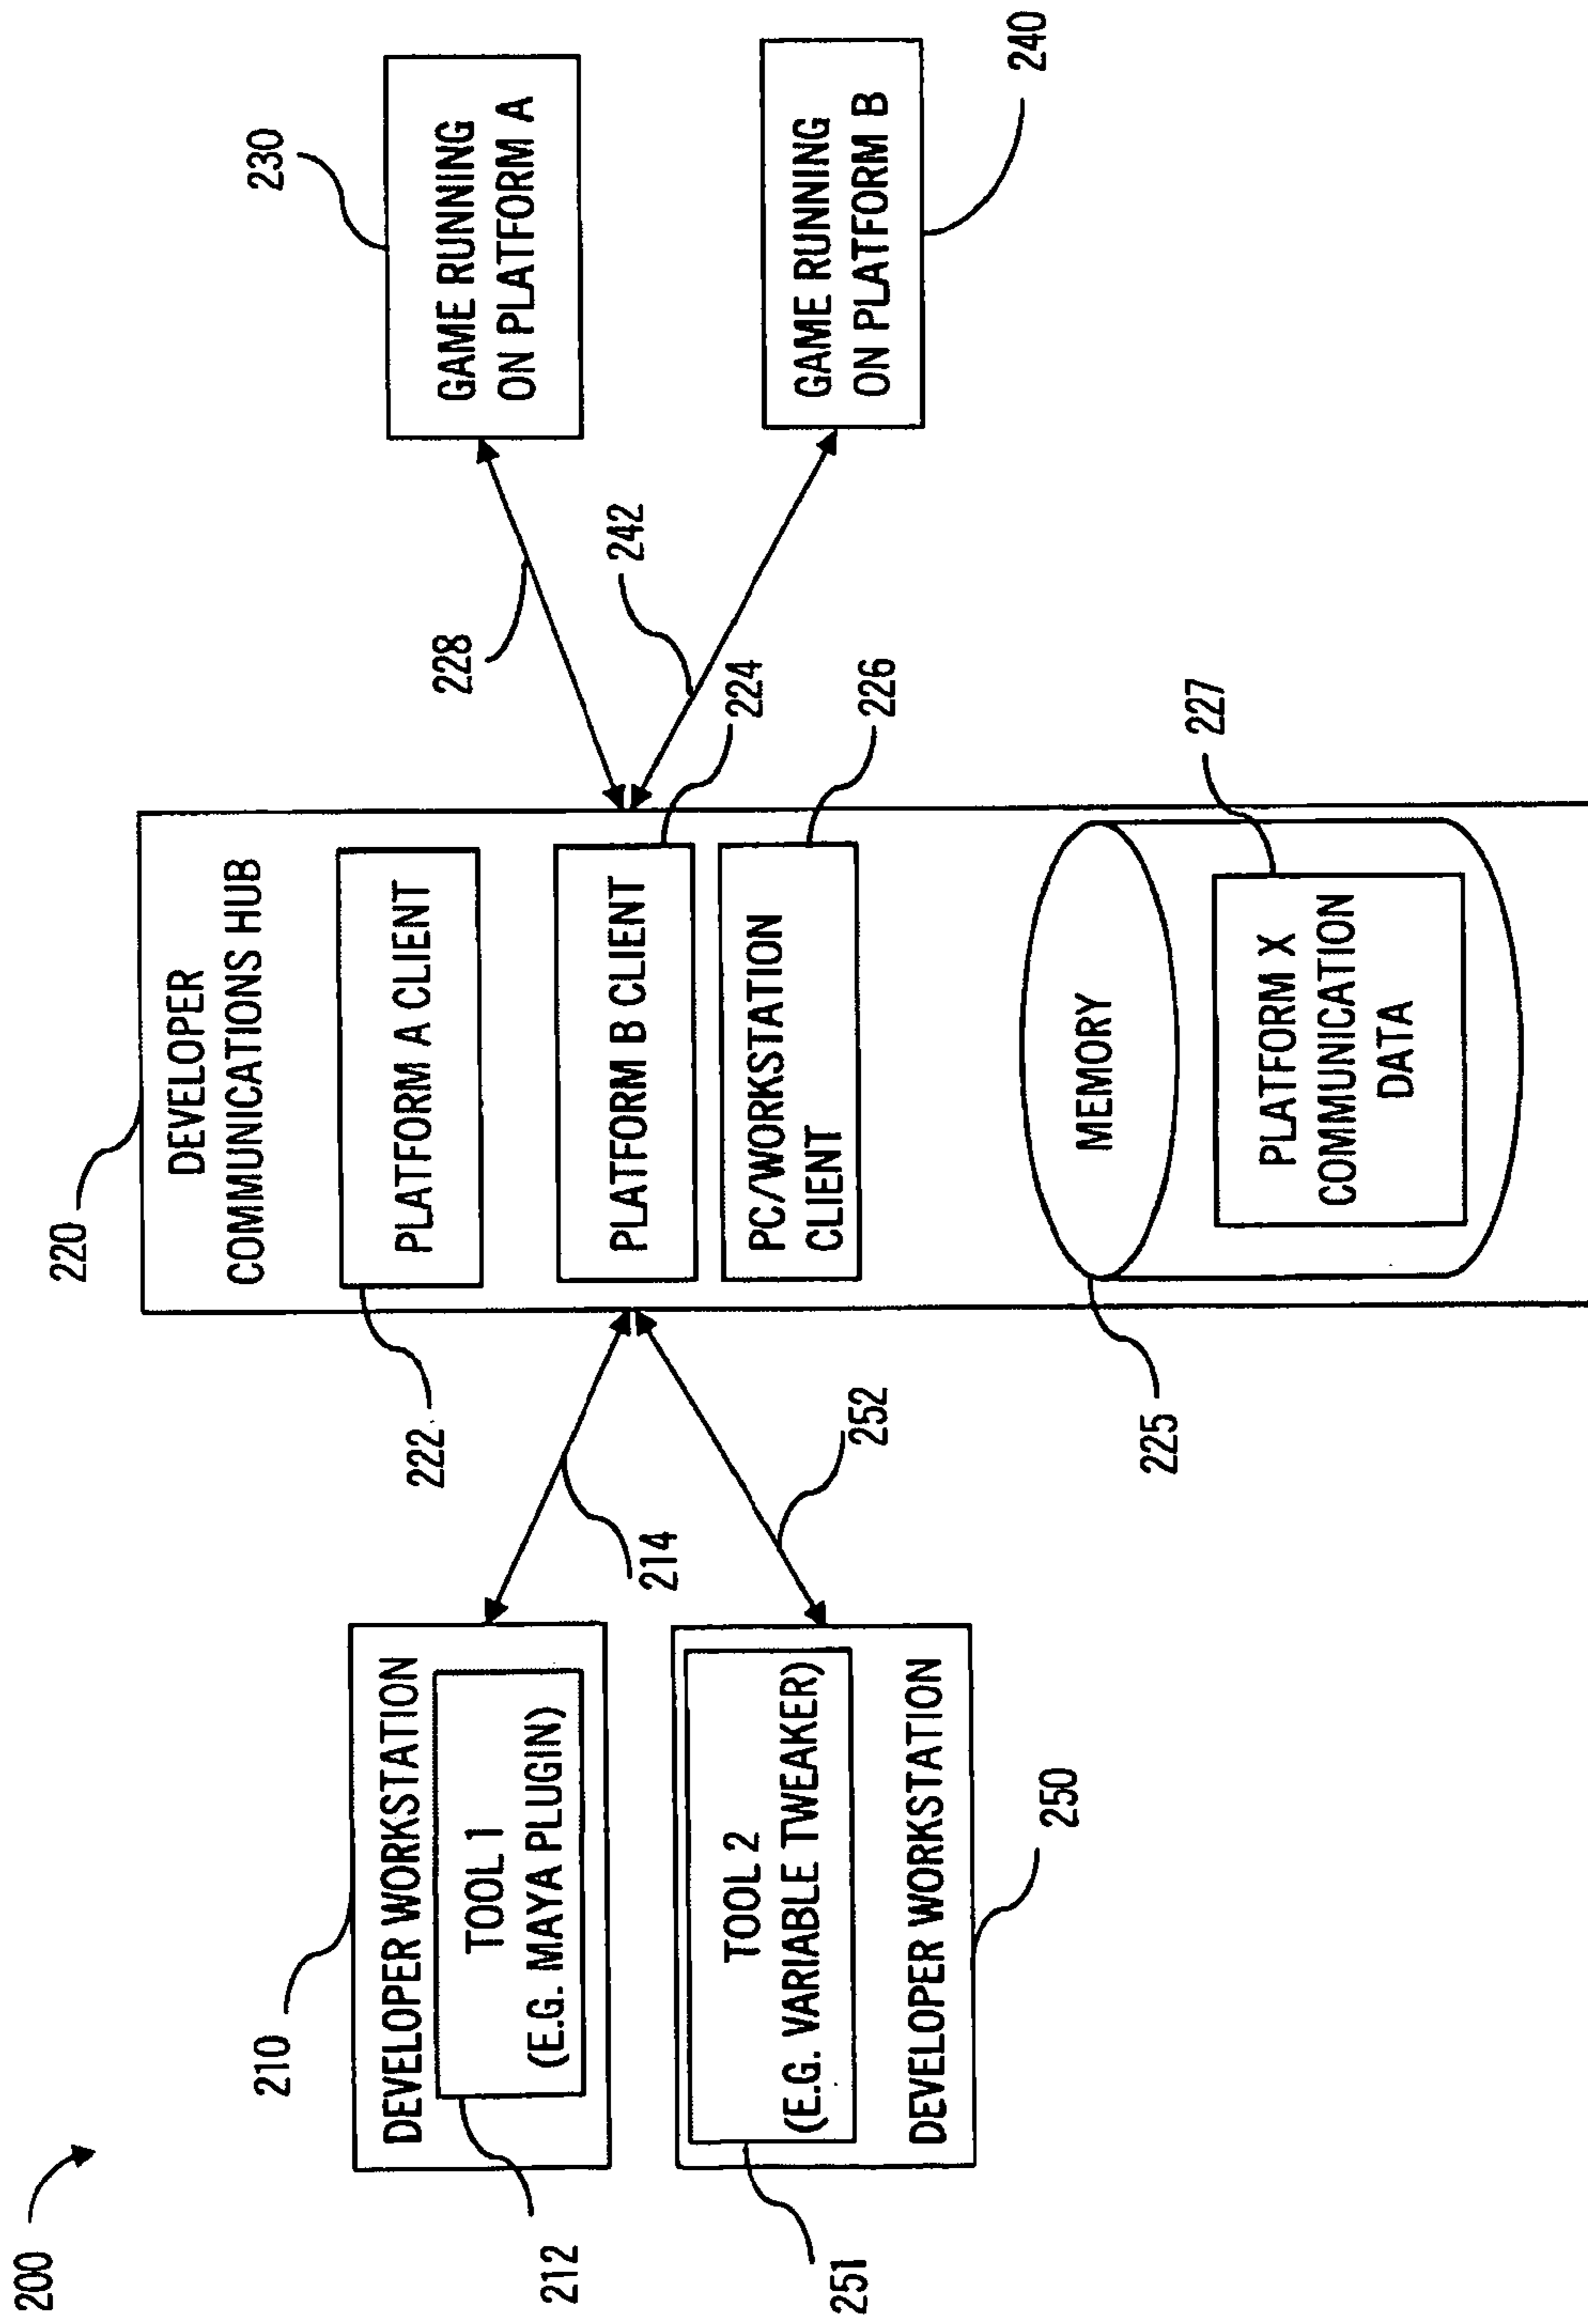 200
210
DEVELOPER WORKSTATION
TOOL 1
(E.G. MAYA PLUGIN)
212
214
TOOL 2
(E.G. VARIABLE TWEAKER)
DEVELOPER WORKSTATION
251
250
252
220
DEVELOPER
COMMUNICATIONS HUB
PLATFORM A CLIENT
222
PLATFORM B CLIENT
224
PC/WORKSTATION
CLIENT
226
MEMORY
225
PLATFORM X
COMMUNICATION
DATA
227
228
242
230
GAME RUNNING
ON PLATFORM A
GAME RUNNING
ON PLATFORM B
240